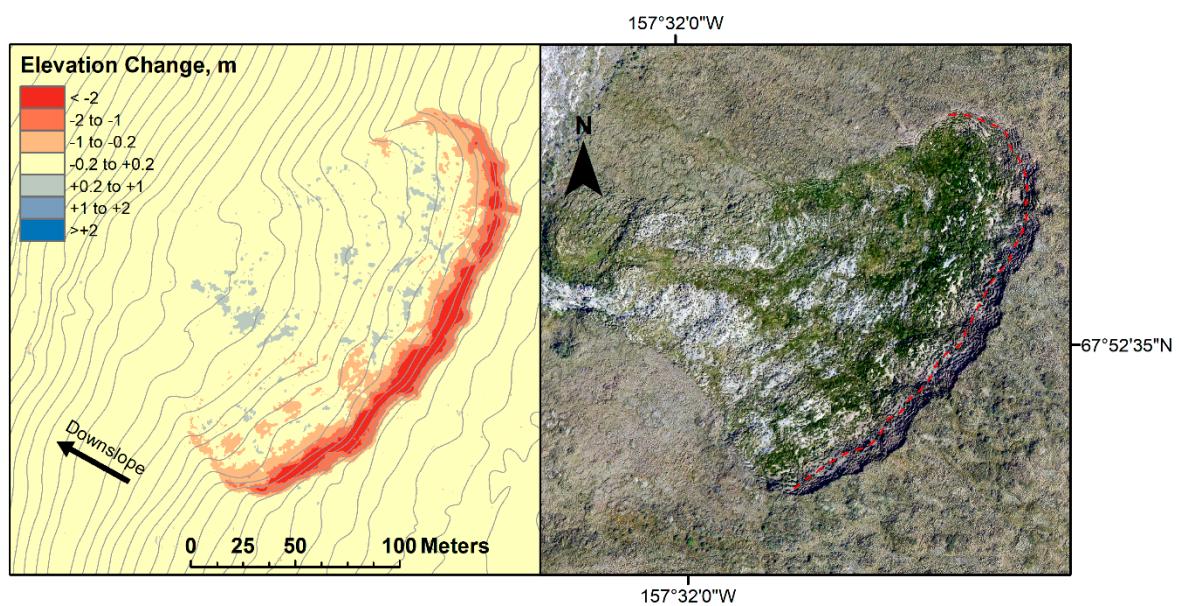 157°32'0"W
Elevation Change, m
< -2
-2 to -1
-1 to -0.2
-0.2 to +0.2
+0.2 to +1
+1 to +2
>+2
N
67°52'35"N
Downslope
0 25 50 100 Meters
157°32'0"W